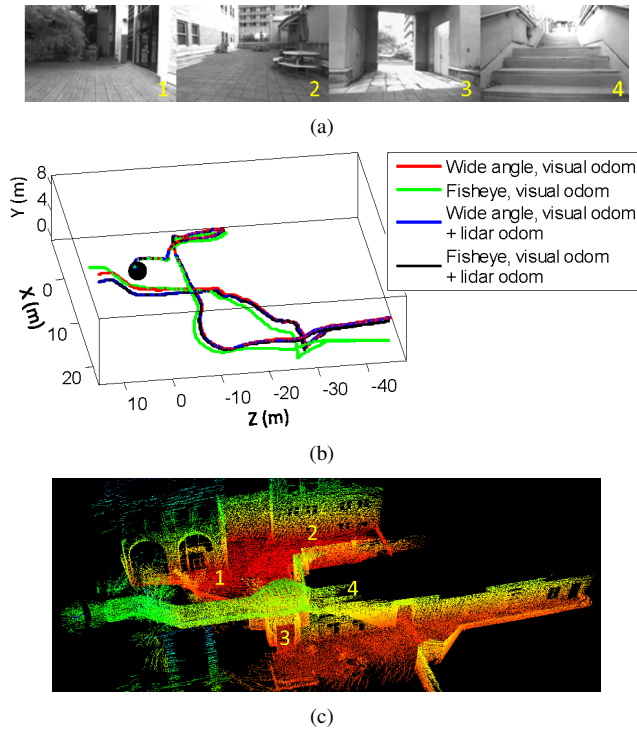 1 2 3 4
(a)
Y (m)
8
4
0
0
10
20
X (m)
10 0 -10 -20 -30 -40
Z (m)
Wide angle, visual odom
Fisheye, visual odom
Wide angle, visual odom
+ lidar odom
Fisheye, visual odom
+ lidar odom
(b)
2
1
4
3
(c)